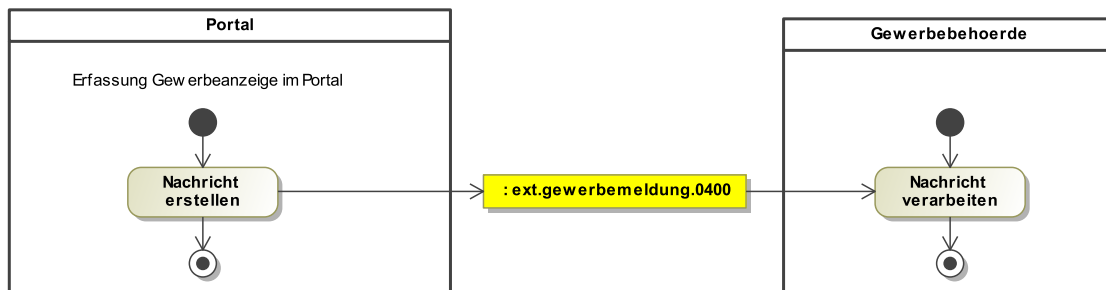 Portal
Gewerbebehoerde
Erfassung Gewerbeanzeige im Portal
Nachricht
erstellen
: ext.gewerbemeldung.0400
Nachricht
verarbeiten